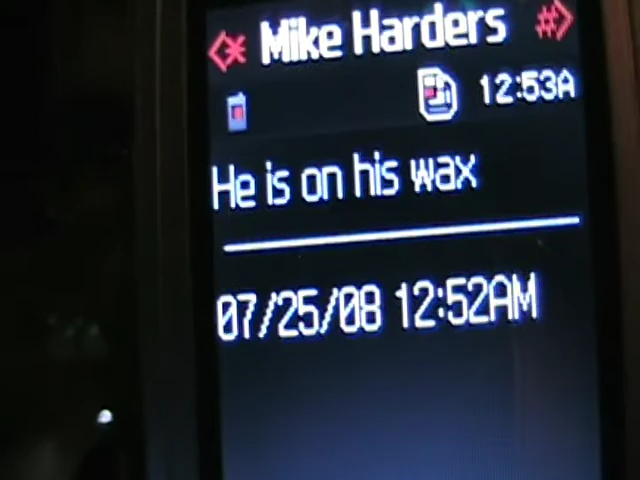 <* Mike Harders #>
12:53A
He is on his wax
07/25/08 12:52AM